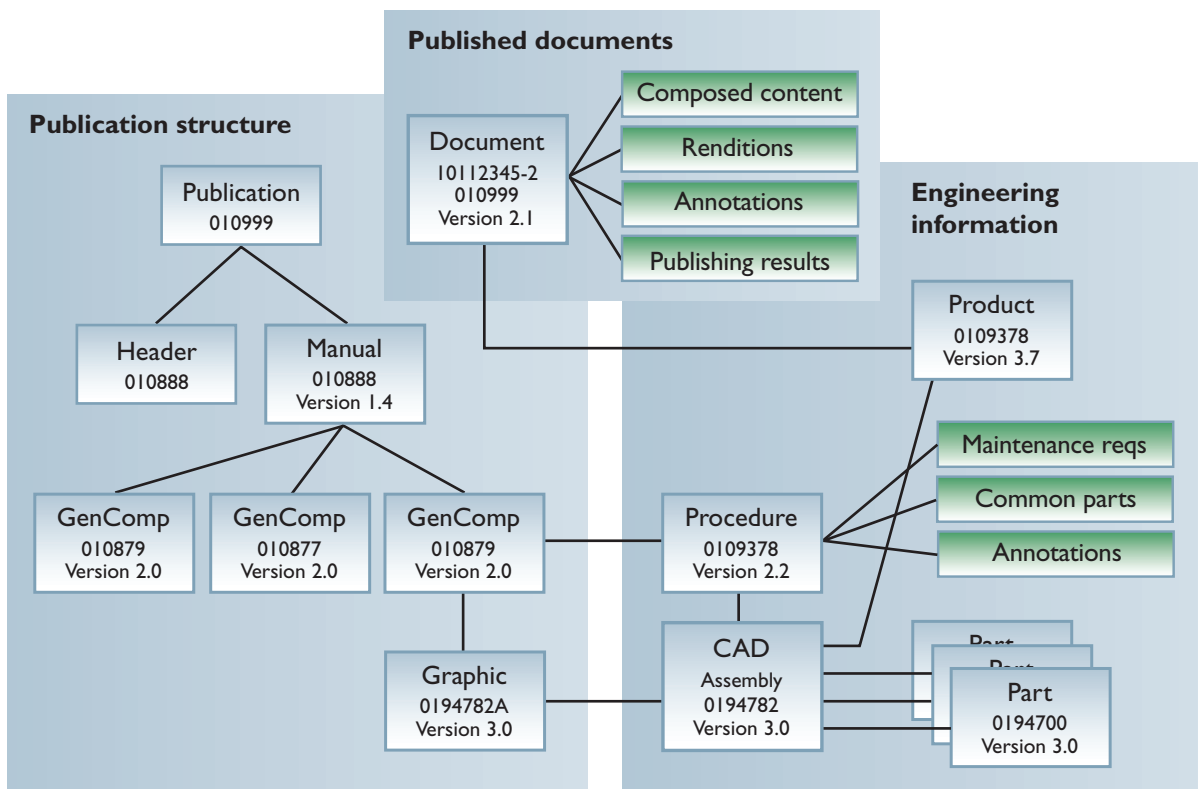 Published documents
Document
10112345-2
010999
Version 2.1
Composed content
Renditions
Annotations
Publishing results
Publication structure
Publication
010999
Header
010888
Manual
010888
Version 1.4
GenComp
010879
Version 2.0
GenComp
010877
Version 2.0
GenComp
010879
Version 2.0
Graphic
0194782A
Version 3.0
Engineering
information
Product
0109378
Version 3.7
Maintenance reqs
Common parts
Annotations
Procedure
0109378
Version 2.2
CAD
Assembly
0194782
Version 3.0
Part
Part
Part
0194700
Version 3.0